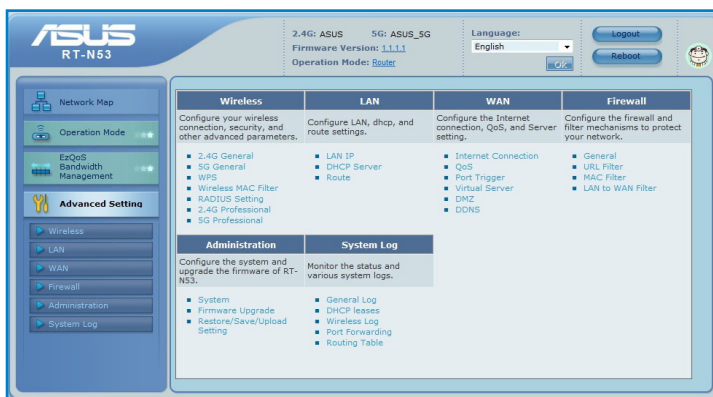 ASUS
RT-N53
2.4G: ASUS 5G: ASUS_5G
Firmware Version: 1.1.1.1
Operation Mode: Router
Language:
English
OK
Logout
Reboot
Network Map
Operation Mode
EzQoS
Bandwidth
Management
Advanced Setting
Wireless
LAN
WAN
Firewall
Administration
System Log
Wireless
Configure your wireless
connection, security, and
other advanced parameters.
2.4G General
5G General
WPS
Wireless MAC Filter
RADIUS Setting
2.4G Professional
5G Professional
LAN
Configure LAN, dhcp, and
route settings.
LAN IP
DHCP Server
Route
WAN
Configure the Internet
connection, QoS, and Server
setting.
Internet Connection
QoS
Port Trigger
Virtual Server
DMZ
DDNS
Firewall
Configure the firewall and
filter mechanisms to protect
your network.
General
URL Filter
MAC Filter
LAN to WAN Filter
Administration
Configure the system and
upgrade the firmware of RT-
N53.
System
Firmware Upgrade
Restore/Save/Upload
Setting
System Log
Monitor the status and
various system logs.
General Log
DHCP leases
Wireless Log
Port Forwarding
Routing Table